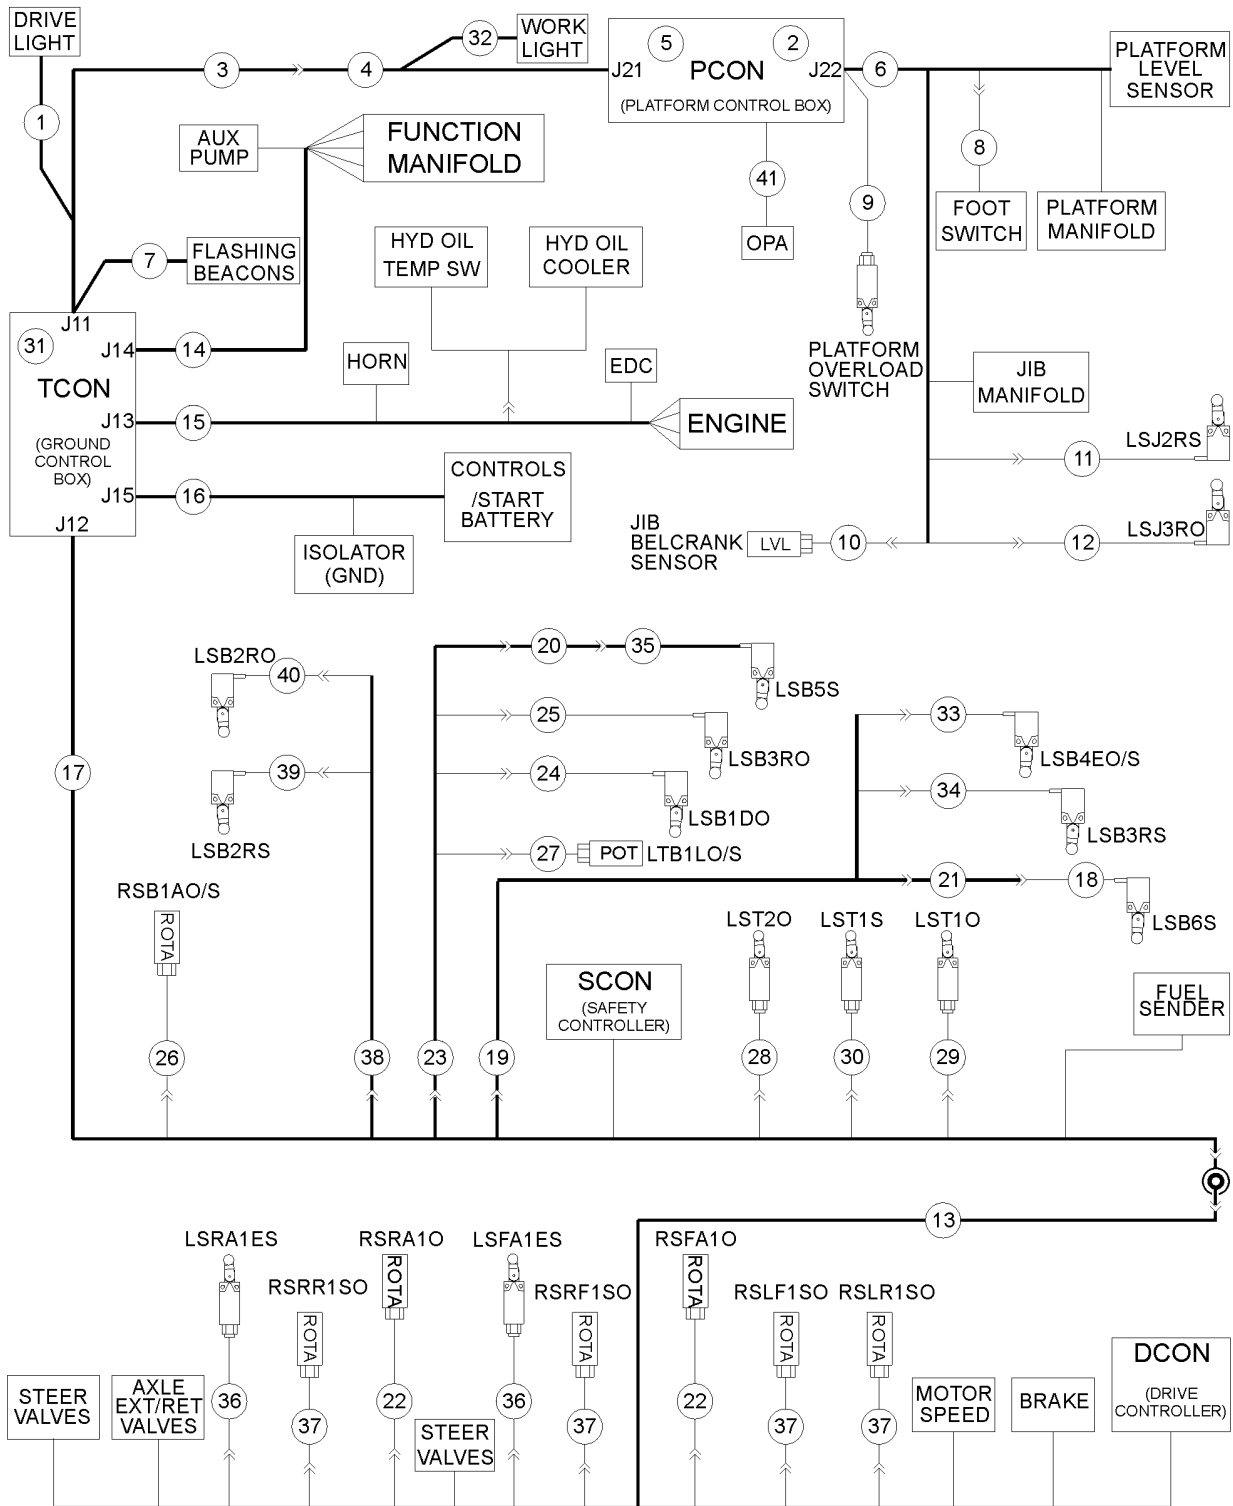 DRIVE
LIGHT
32
WORK
LIGHT
3
4
J21
5
2
PCON
(PLATFORM CONTROL BOX)
J22
6
PLATFORM
LEVEL
SENSOR
1
AUX
PUMP
FUNCTION
MANIFOLD
41
OPA
9
8
FOOT
SWITCH
PLATFORM
MANIFOLD
7
FLASHING
BEACONS
HYD OIL
TEMP SW
HYD OIL
COOLER
J11
31
J14
14
TCON
HORN
EDC
PLATFORM
OVERLOAD
SWITCH
JIB
MANIFOLD
J13
15
ENGINE
(GROUND
CONTROL
BOX)
LSJ2RS
11
J15
16
CONTROLS
/START
BATTERY
J12
ISOLATOR
(GND)
JIB
BELCRANK
SENSOR
LVL
10
12
LSJ3RO
LSB2RO
40
20
35
LSB5S
25
LSB3RO
33
LSB4EO/S
17
39
LSB2RS
24
LSB1DO
34
LSB3RS
27
POT
LTB1LO/S
21
18
LSB6S
RSB1AO/S
ROTA
LST2O
LST1S
LST1O
SCON
(SAFETY
CONTROLLER)
FUEL
SENDER
26
38
23
19
28
30
29
13
LSRA1ES
RSRA1O
LSFA1ES
RSFA1O
RSRR1SO
ROTA
RSRF1SO
ROTA
RSLF1SO
RSLR1SO
ROTA
ROTA
ROTA
ROTA
DCON
(DRIVE
CONTROLLER)
STEER
VALVES
AXLE
EXT/RET
VALVES
36
37
22
STEER
VALVES
36
37
22
37
37
MOTOR
SPEED
BRAKE